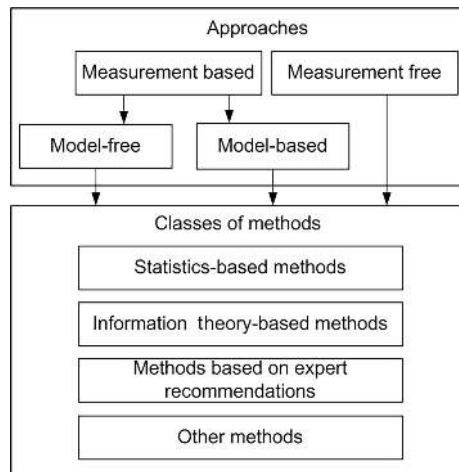 Approaches
Measurement based
Measurement free
Model-free
Model-based
Classes of methods
Statistics-based methods
Information theory-based methods
Methods based on expert
recommendations
Other methods